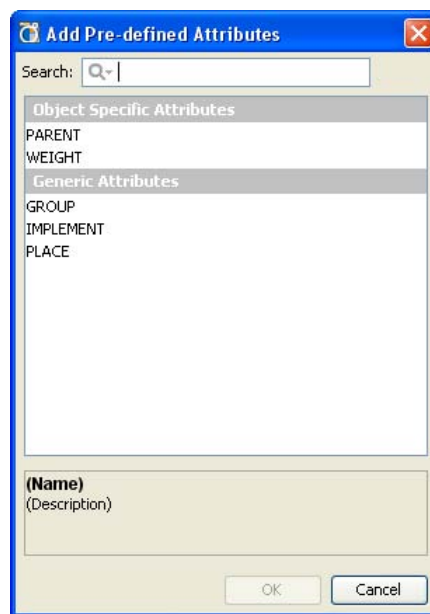 Add Pre-defined Attributes
Search:
Object Specific Attributes
PARENT
WEIGHT
Generic Attributes
GROUP
IMPLEMENT
PLACE
(Name)
(Description)
OK Cancel